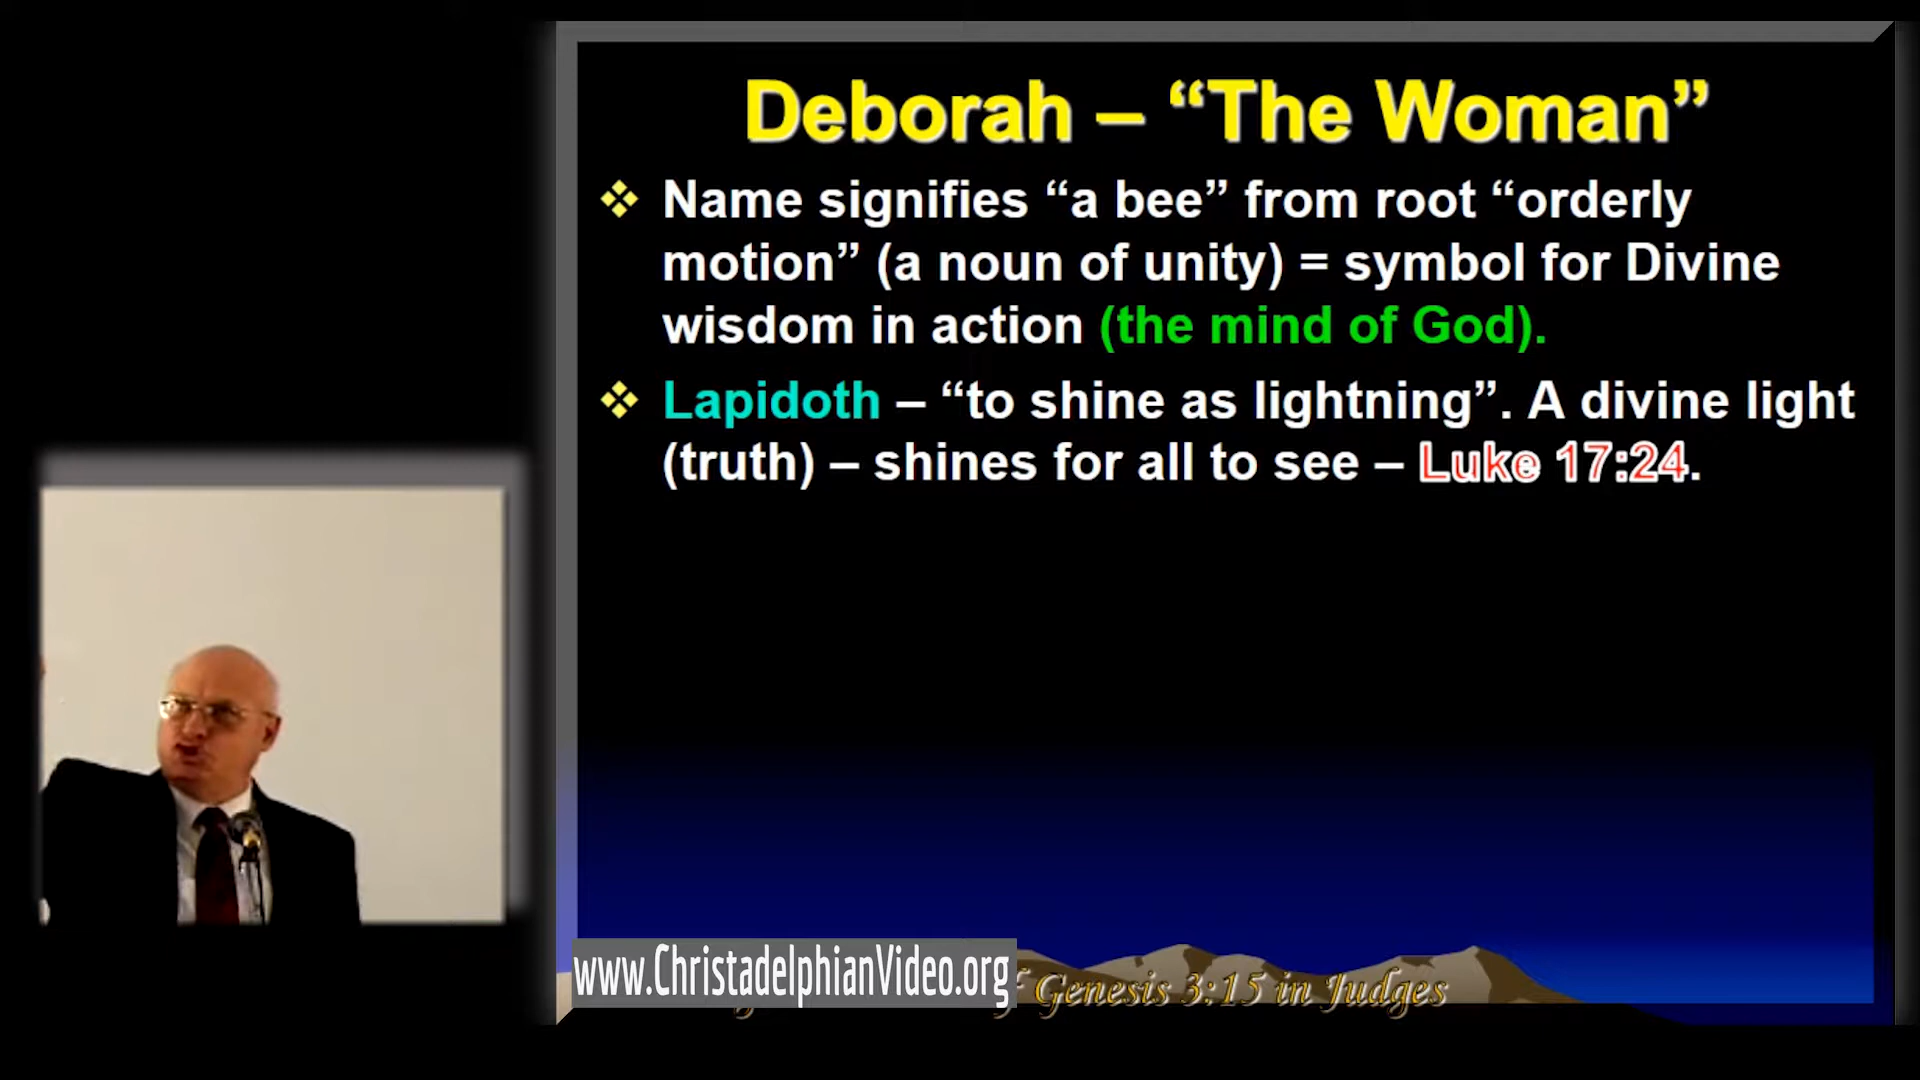 Deborah – “The Woman”
Name signifies “a bee” from root “orderly
motion” (a noun of unity) = symbol for Divine
wisdom in action (the mind of God).
Lapidoth – “to shine as lightning”. A divine light
(truth) – shines for all to see – Luke 17:24.
www.ChristadelphianVideo.org
Genesis 3:15 in Judges